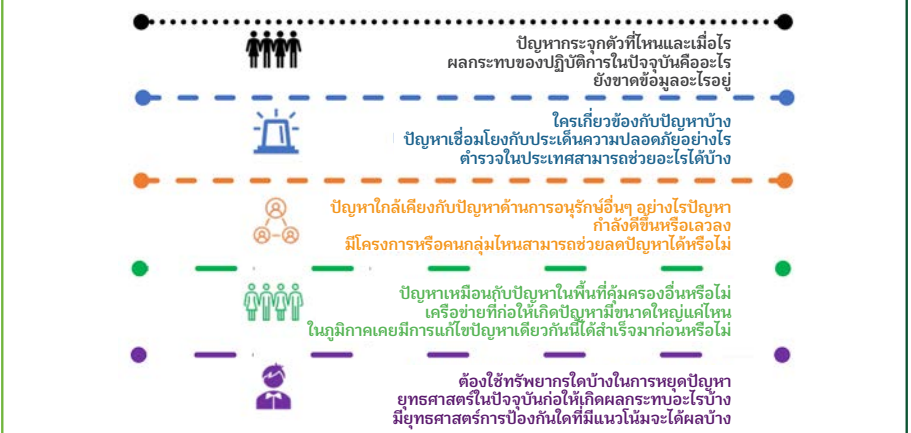 ปัญหากระจุกตัวที่ไหนและเมื่อไร
ผลกระทบของปฏิบัติการในปัจจุบันคืออะไร
ยังขาดข้อมูลอะไรอยู่
ใครเกี่ยวข้องกับปัญหาบ้าง
ปัญหาเชื่อมโยงกับประเด็นความปลอดภัยอย่างไร
ตำรวจในประเทศสามารถช่วยอะไรได้บ้าง
ปัญหาใกล้เคียงกับปัญหาด้านการอนุรักษ์อื่นๆ อย่างไรปัญหา
กำลังดีขึ้นหรือเลวลง
มีโครงการหรือคนกลุ่มไหนสามารถช่วยลดปัญหาได้หรือไม่
ปัญหาเหมือนกับปัญหาในพื้นที่คุ้มครองอื่นหรือไม่
เครือข่ายที่ก่อให้เกิดปัญหามีขนาดใหญ่แค่ไหน
ในภูมิภาคเคยมีการแก้ไขปัญหาเดียวกันนี้ได้สำเร็จมาก่อนหรือไม่
ต้องใช้ทรัพยากรใดบ้างในการหยุดปัญหา
ยุทธศาสตร์ในปัจจุบันก่อให้เกิดผลกระทบอะไรบ้าง
มียุทธศาสตร์การป้องกันใดที่มีแนวโน้มจะได้ผลบ้าง